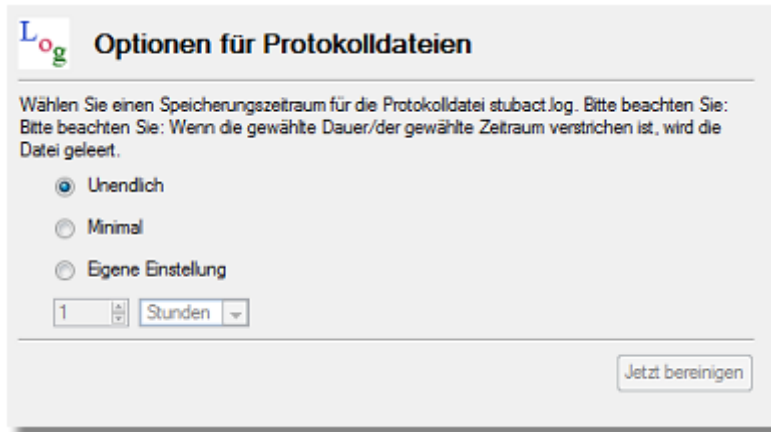 Log
Optionen für Protokolldateien
Wählen Sie einen Speicherungszeitraum für die Protokolldatei stubact.log. Bitte beachten Sie:
Bitte beachten Sie: Wenn die gewählte Dauer/der gewählte Zeitraum verstrichen ist, wird die
Datei geleert.
Unendlich
Minimal
Eigene Einstellung
1 Stunden
Jetzt bereinigen